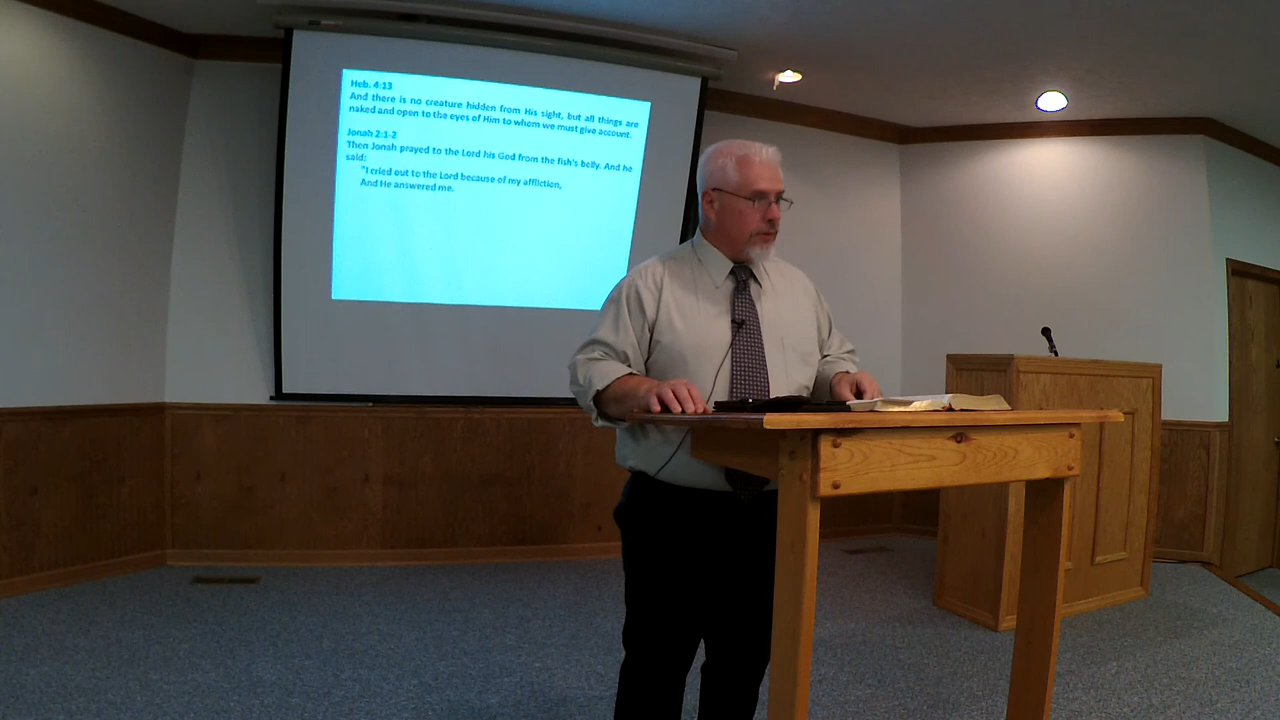 Heb. 4:13
And there is no creature hidden from His sight, but all things are
naked and open to the eyes of Him to whom we must give account.
Jonah 2:1-2
Then Jonah prayed to the Lord his God from the fish's belly. And he
said:
"I cried out to the Lord because of my affliction,
And He answered me.